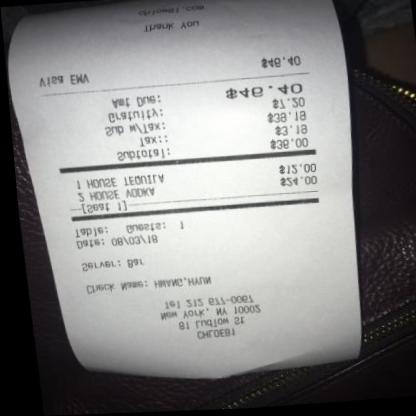 CHLOE81
81 Ludlow St
New York, NY 10002
Tel 212 677-0067
Check Name: HWANG,HYUN
Server: Bar
Date: 08/03/18
Table: Guests: 1
[Seat 1]
2 HOUSE VODKA $24.00
1 HOUSE TEQUILA $12.00
Subtotal: $36.00
Tax:: $3.19
Sub w/Tax: $39.19
Gratuity: $7.20
Amt Due: $46.40
Visa EMV $46.40
Thank You
chloe81.com